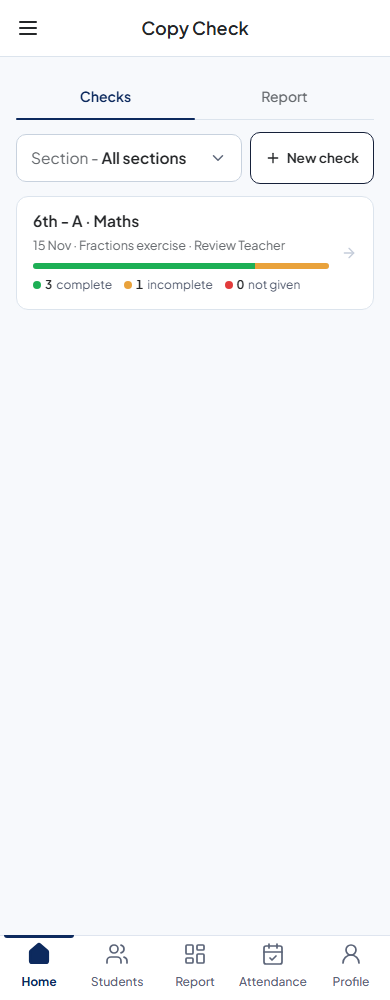 Copy Check
Checks
Report
Section - All sections
+ New check
6th - A · Maths
15 Nov · Fractions exercise · Review Teacher
3 complete
1 incomplete
0 not given
Home
Students
Report
Attendance
Profile